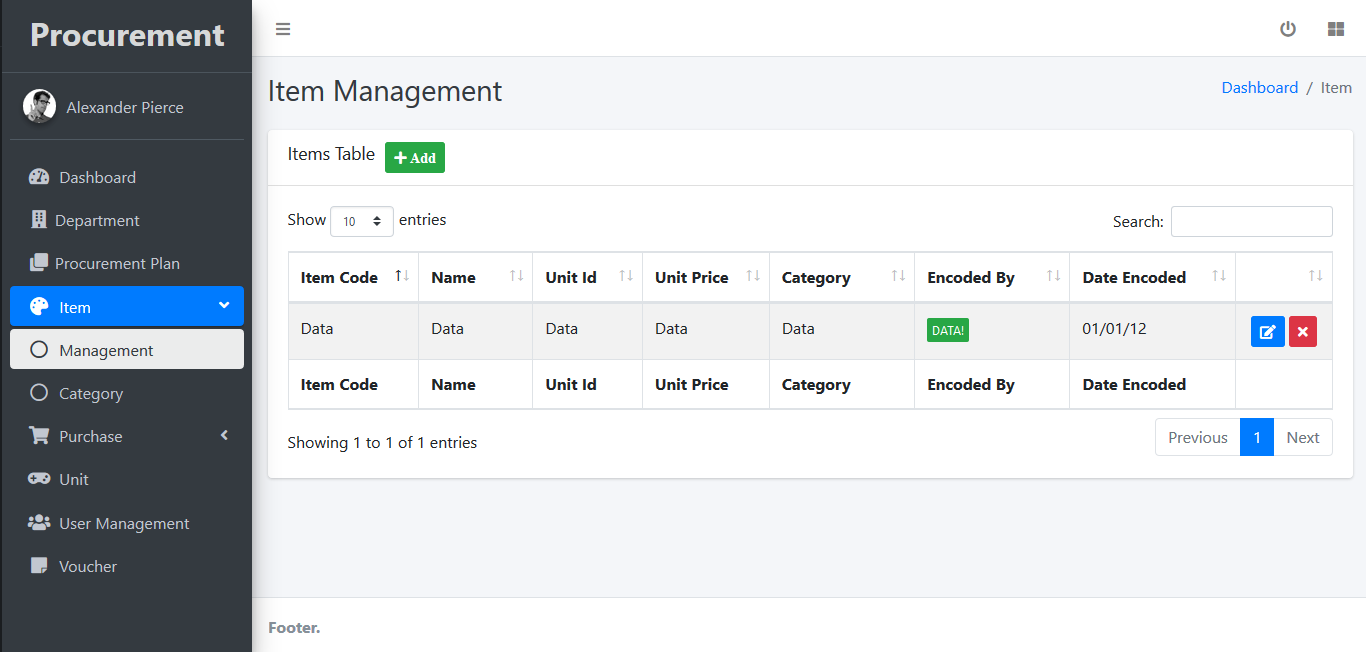 Procurement
Alexander Pierce
Dashboard
Department
Procurement Plan
Item
Management
Category
Purchase
Unit
User Management
Voucher
Item Management
Dashboard / Item
Items Table Add
Show 10 entries Search:
Item Code Name Unit Id Unit Price Category Encoded By Date Encoded
Data Data Data Data Data DATA! 01/01/12
Item Code Name Unit Id Unit Price Category Encoded By Date Encoded
Showing 1 to 1 of 1 entries Previous 1 Next
Footer.